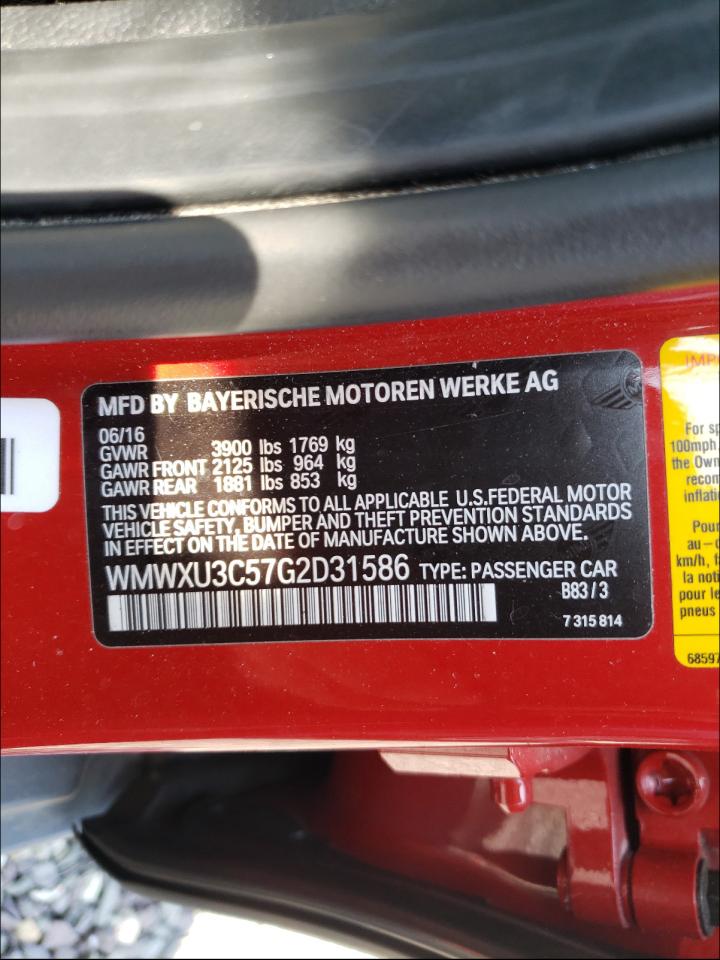 MFD BY BAYERISCHE MOTOREN WERKE AG
06/16
GVWR 3900 lbs 1769 kg
GAWR FRONT 2125 lbs 964 kg
GAWR REAR 1881 lbs 853 kg
THIS VEHICLE CONFORMS TO ALL APPLICABLE U.S.FEDERAL MOTOR
VEHICLE SAFETY, BUMPER AND THEFT PREVENTION STANDARDS
IN EFFECT ON THE DATE OF MANUFACTURE SHOWN ABOVE.
WMWXU3C57G2D31586 TYPE: PASSENGER CAR
B83/3
7 315 814
IMP
For sp
100mph
the Own
recom
inflati
Pour
au-d
km/h, f
la noti
pour le
pneus
68597